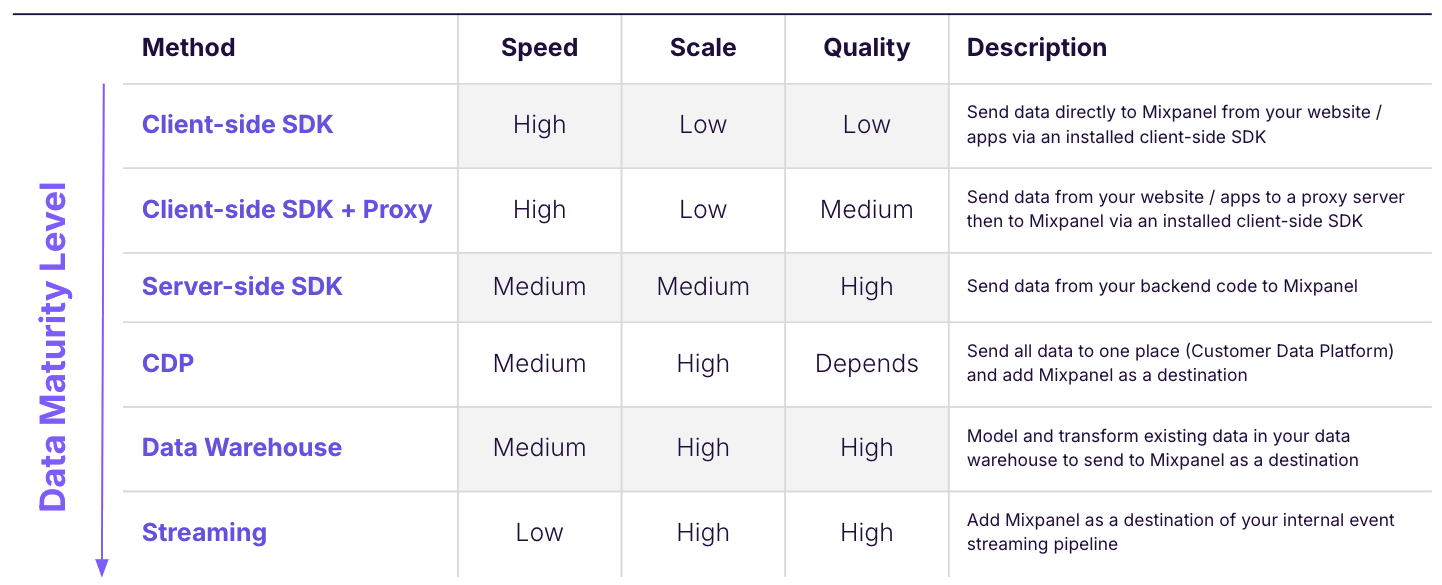 Method Speed Scale Quality Description
Data Maturity Level
Client-side SDK High Low Low
Send data directly to Mixpanel from your website /
apps via an installed client-side SDK
Client-side SDK + Proxy High Low Medium
Send data from your website / apps to a proxy server
then to Mixpanel via an installed client-side SDK
Server-side SDK Medium Medium High Send data from your backend code to Mixpanel
CDP Medium High Depends
Send all data to one place (Customer Data Platform)
and add Mixpanel as a destination
Data Warehouse Medium High High
Model and transform existing data in your data
warehouse to send to Mixpanel as a destination
Streaming Low High High
Add Mixpanel as a destination of your internal event
streaming pipeline